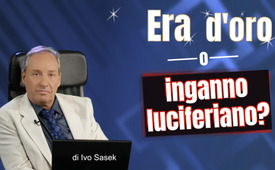 Era d'oro
o
inganno
luciferiano?
di Ivo Sasek